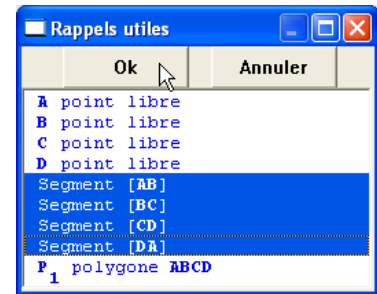 Rappels utiles
Ok Annuler
A point libre
B point libre
C point libre
D point libre
Segment [AB]
Segment [BC]
Segment [CD]
Segment [DA]
P1 polygone ABCD